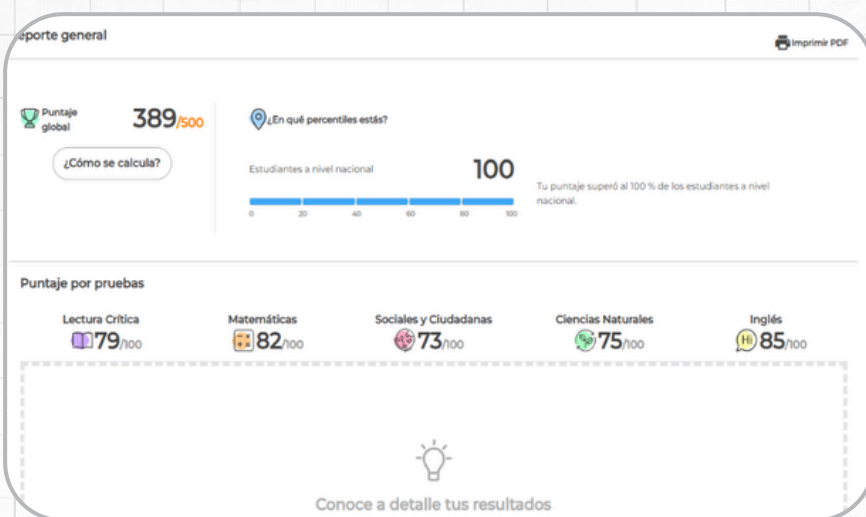 eporte general
Imprimir PDF
Puntaje global
389/500
¿Cómo se calcula?
¿En qué percentiles estás?
Estudiantes a nivel nacional
100
0 20 40 60 80 100
Tu puntaje superó al 100 % de los estudiantes a nivel
nacional.
Puntaje por pruebas
Lectura Crítica
79/100
Matemáticas
82/100
Sociales y Ciudadanas
73/100
Ciencias Naturales
75/100
Inglés
Hi
85/100
Conoce a detalle tus resultados